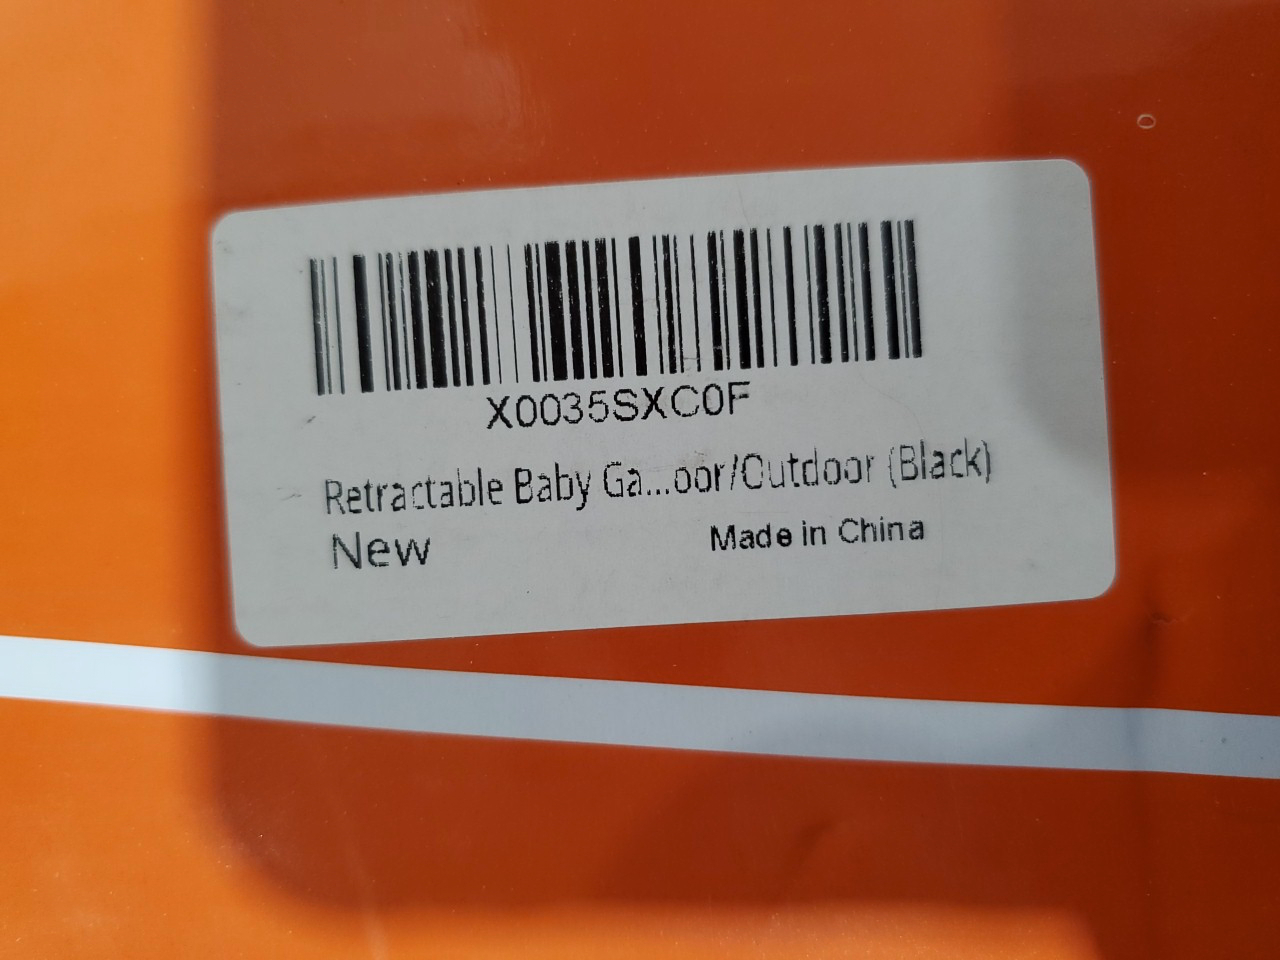 X0035SXC0F
Retractable Baby Ga...oor/Outdoor (Black)
New
Made in China